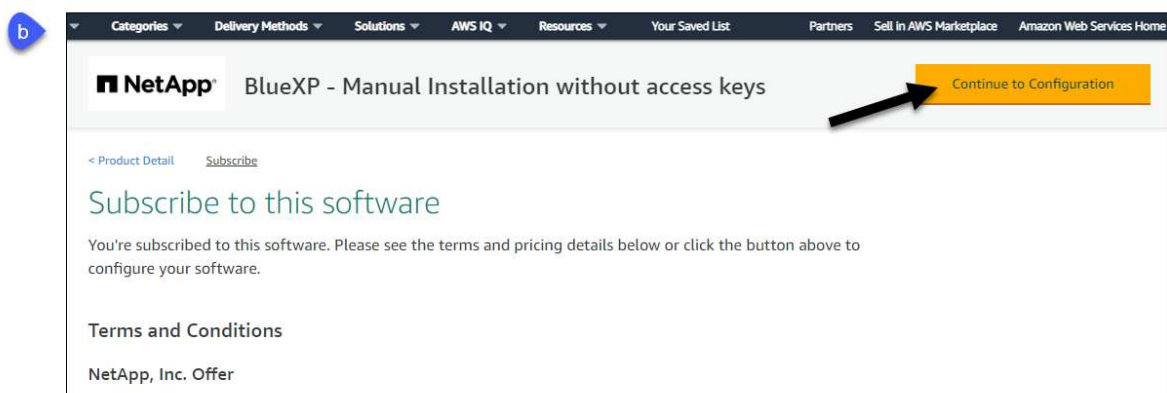 b
Categories Delivery Methods Solutions AWS IQ Resources Your Saved List Partners Sell in AWS Marketplace Amazon Web Services Home
NetApp BlueXP - Manual Installation without access keys Continue to Configuration
< Product Detail Subscribe
Subscribe to this software
You're subscribed to this software. Please see the terms and pricing details below or click the button above to
configure your software.
Terms and Conditions
NetApp, Inc. Offer